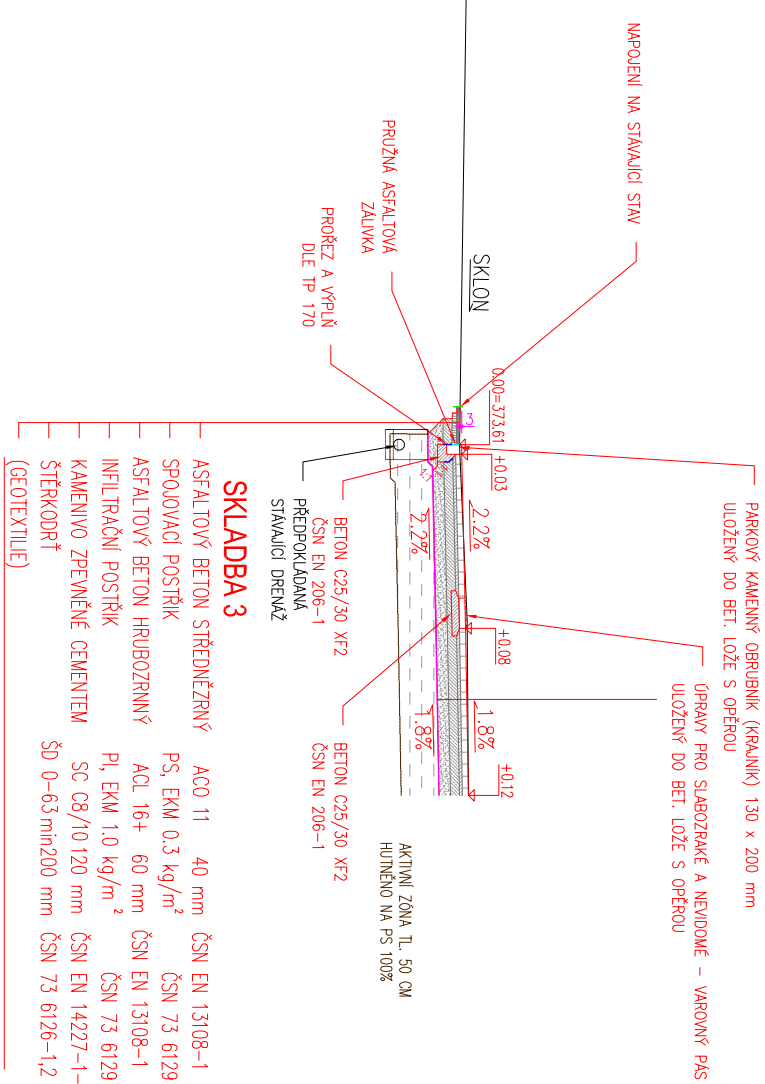 PARKOVÝ KAMENNÝ OBRUBNÍK (KRAJNÍK) 130 x 200 mm
ULOŽENÝ DO BET. LOŽE S OPĚROU
ÚPRAVY PRO SLABOZRAKÉ A NEVIDOMÉ – VAROVNÝ PÁS
ULOŽENÝ DO BET. LOŽE S OPĚROU
NAPOJENÍ NA STÁVAJÍCÍ STAV
SKLON
PRUŽNÁ ASFALTOVÁ
ZÁLIVKA
PROŘEZ A VÝPLŇ
DLE TP 170
0.00=373.61
+0.03
+0.08
+0.12
3
2.2%
1.8%
2.2%
1.8%
BETON C25/30 XF2
ČSN EN 206-1
BETON C25/30 XF2
ČSN EN 206-1
PŘEDPOKLÁDANÁ
STÁVAJÍCÍ DRENÁŽ
AKTIVNÍ ZÓNA TL. 50 CM
HUTNĚNO NA PS 100%
SKLADBA 3
ASFALTOVÝ BETON STŘEDNĚZRNÝ ACO 11 40 mm ČSN EN 13108-1
SPOJOVACÍ POSTŘIK PS, EKM 0.3 kg/m² ČSN 73 6129
ASFALTOVÝ BETON HRUBOZRNNÝ ACL 16+ 60 mm ČSN EN 13108-1
INFILTRAČNÍ POSTŘIK PI, EKM 1.0 kg/m² ČSN 73 6129
KAMENIVO ZPEVNĚNÉ CEMENTEM SC C8/10 120 mm ČSN EN 14227-1-
ŠTĚRKODRŤ ŠD 0-63 min200 mm ČSN 73 6126-1,2
(GEOTEXTILIE)